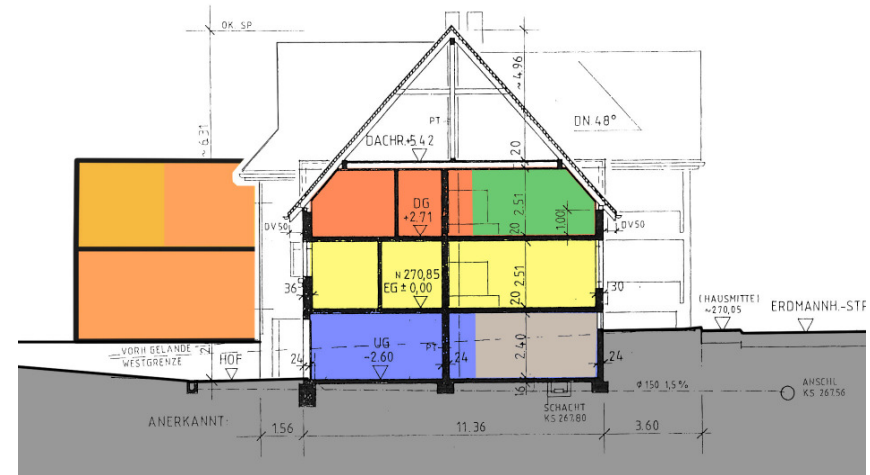 OK. SP
~ 6.31
~4.96
PT
DN 48°
DACHR.+5.42
20
DG
+2.71
2.51
1.00
20
DV50
DV50
N 270,85
EG ± 0,00
2.51
20
36
30
(HAUSMITTE)
~270,05
ERDMANNH.-STR
UG
-2.60
PT
2.40
24
24
24
VORH GELÄNDE
WESTGRENZE
HOF
16
Ø 150 1,5 %
ANSCHL
KS 267.56
SCHACHT
KS 267.80
ANERKANNT:
1.56
11.36
3.60